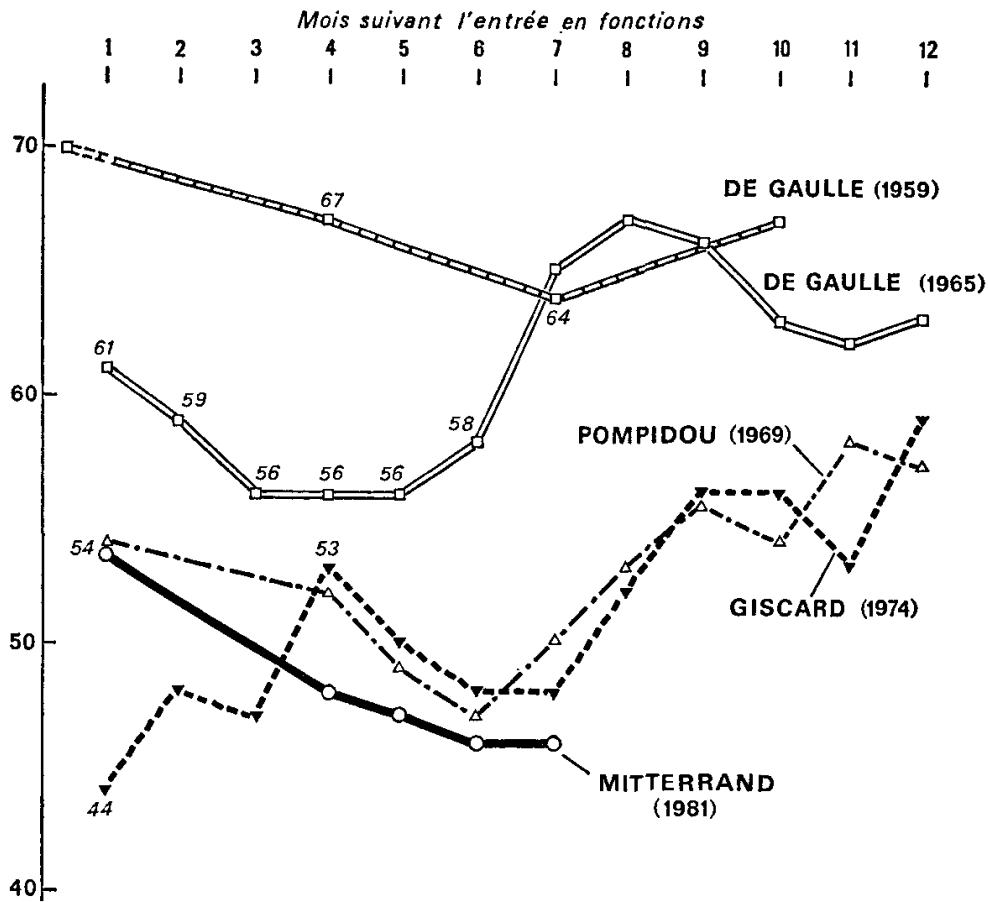 Mois suivant l'entrée en fonctions
1 2 3 4 5 6 7 8 9 10 11 12
70
67
DE GAULLE (1959)
DE GAULLE (1965)
64
61
60
59
58
POMPIDOU (1969)
56 56 56
54
53
GISCARD (1974)
50
MITTERRAND
(1981)
44
40